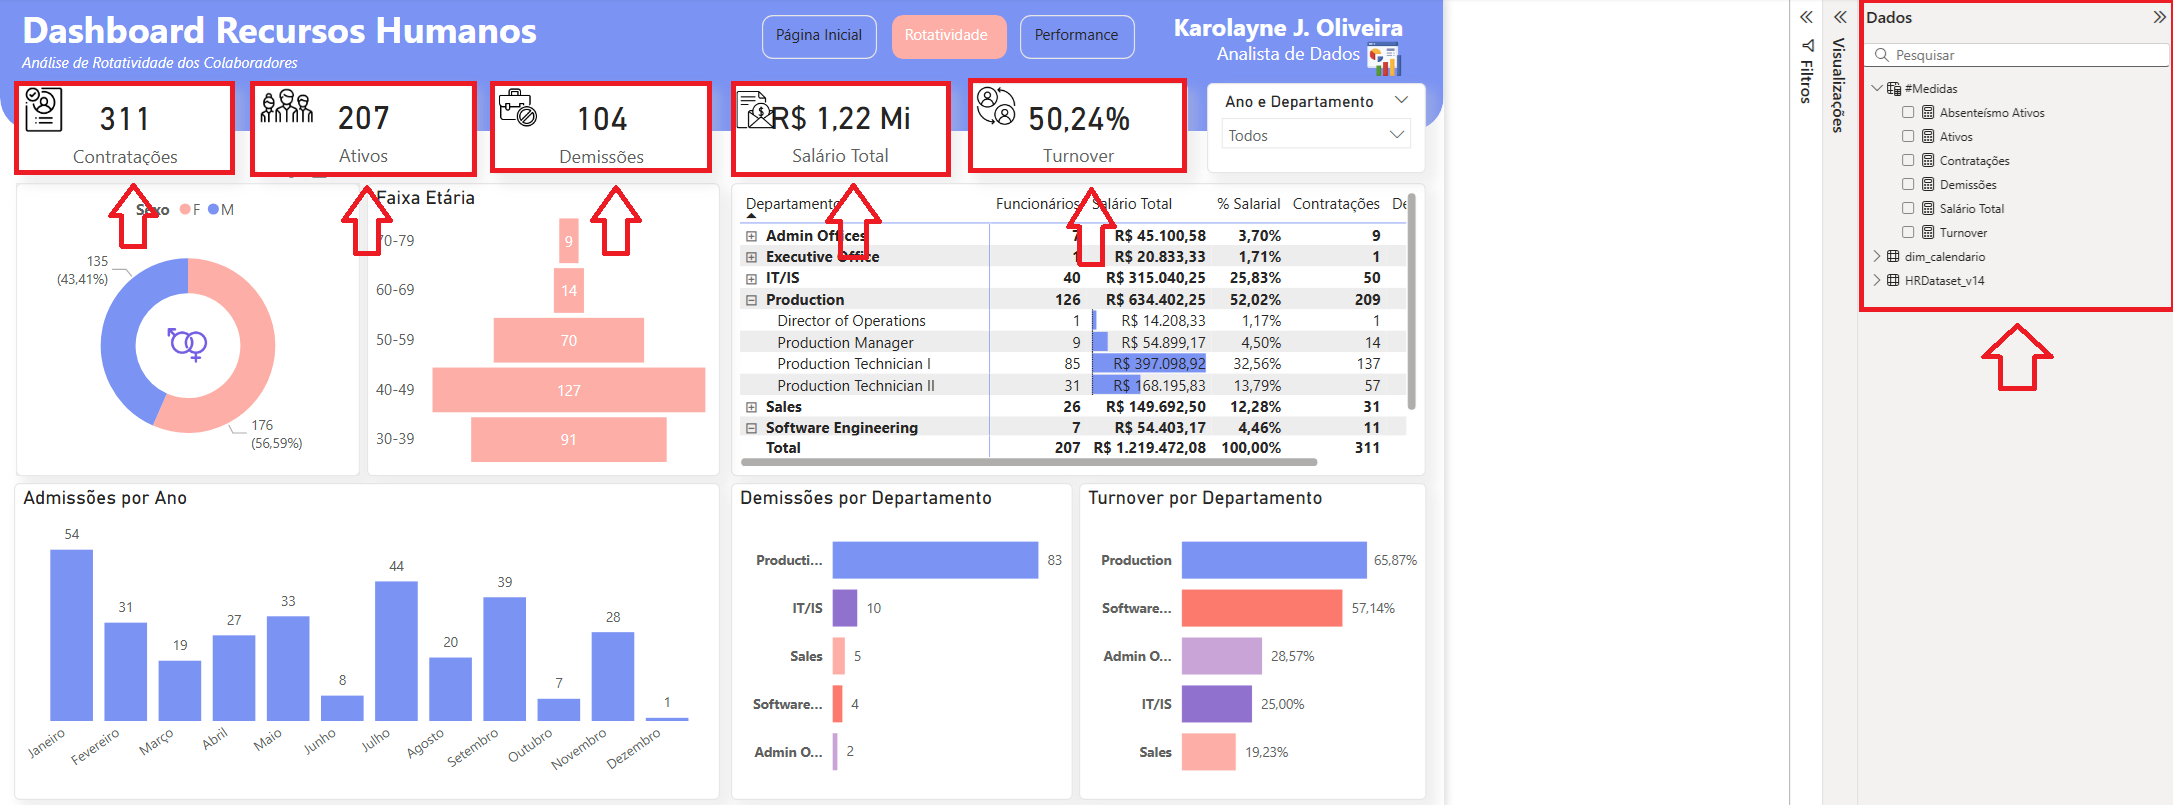 Dashboard Recursos Humanos
Análise de Rotatividade dos Colaboradores
Página Inicial
Rotatividade
Performance
Karolayne J. Oliveira
Analista de Dados
311
Contratações
207
Ativos
104
Demissões
R$ 1,22 Mi
Salário Total
50,24%
Turnover
Ano e Departamento
Todos
Sexo F M
135
(43,41%)
176
(56,59%)
Faixa Etária
70-79 9
60-69 14
50-59 70
40-49 127
30-39 91
Departamento Funcionários Salário Total % Salarial Contratações De
Admin Offices 7 R$ 45.100,58 3,70% 9
Executive Office 1 R$ 20.833,33 1,71% 1
IT/IS 40 R$ 315.040,25 25,83% 50
Production 126 R$ 634.402,25 52,02% 209
Director of Operations 1 R$ 14.208,33 1,17% 1
Production Manager 9 R$ 54.899,17 4,50% 14
Production Technician I 85 R$ 397.098,92 32,56% 137
Production Technician II 31 R$ 168.195,83 13,79% 57
Sales 26 R$ 149.692,50 12,28% 31
Software Engineering 7 R$ 54.403,17 4,46% 11
Total 207 R$ 1.219.472,08 100,00% 311
Admissões por Ano
54
31
19
27
33
8
44
20
39
7
28
1
Janeiro
Fevereiro
Março
Abril
Maio
Junho
Julho
Agosto
Setembro
Outubro
Novembro
Dezembro
Demissões por Departamento
Producti... 83
IT/IS 10
Sales 5
Software... 4
Admin O... 2
Turnover por Departamento
Production 65,87%
Software... 57,14%
Admin O... 28,57%
IT/IS 25,00%
Sales 19,23%
Filtros
Visualizações
Dados
Pesquisar
#Medidas
Absenteísmo Ativos
Ativos
Contratações
Demissões
Salário Total
Turnover
dim_calendario
HRDataset_v14